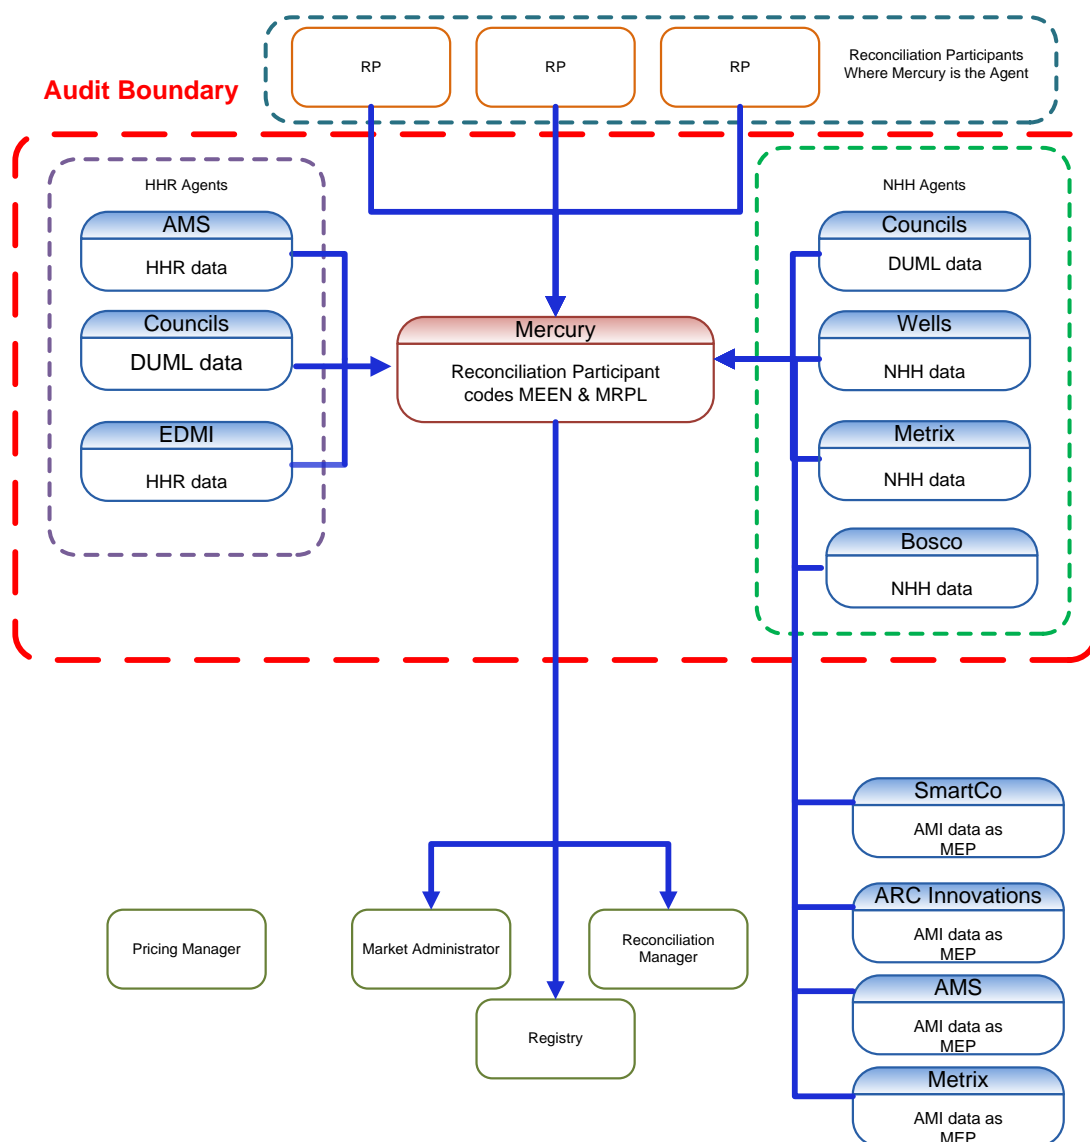 RP
RP
RP
Reconciliation Participants
Where Mercury is the Agent
Audit Boundary
HHR Agents
AMS
HHR data
Councils
DUML data
EDMI
HHR data
Mercury
Reconciliation Participant
codes MEEN & MRPL
NHH Agents
Councils
DUML data
Wells
NHH data
Metrix
NHH data
Bosco
NHH data
SmartCo
AMI data as
MEP
ARC Innovations
AMI data as
MEP
AMS
AMI data as
MEP
Metrix
AMI data as
MEP
Pricing Manager
Market Administrator
Reconciliation
Manager
Registry